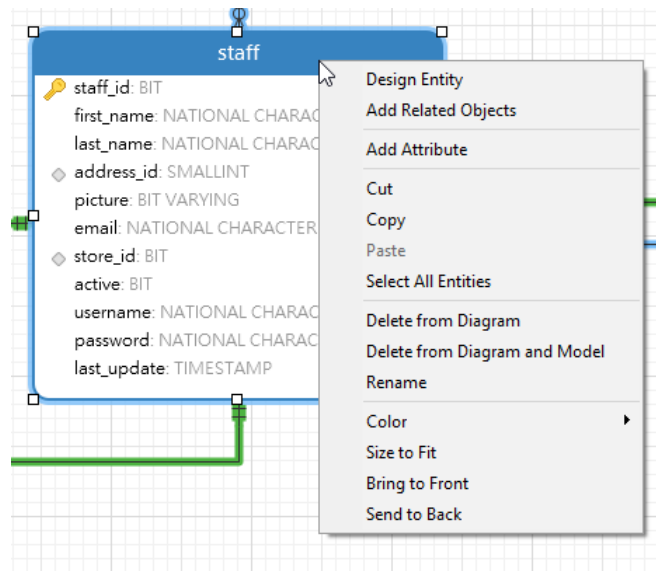 staff
staff_id: BIT
first_name: NATIONAL CHARAC
last_name: NATIONAL CHARAC
address_id: SMALLINT
picture: BIT VARYING
email: NATIONAL CHARACTER
store_id: BIT
active: BIT
username: NATIONAL CHARAC
password: NATIONAL CHARAC
last_update: TIMESTAMP
Design Entity
Add Related Objects
Add Attribute
Cut
Copy
Paste
Select All Entities
Delete from Diagram
Delete from Diagram and Model
Rename
Color
Size to Fit
Bring to Front
Send to Back